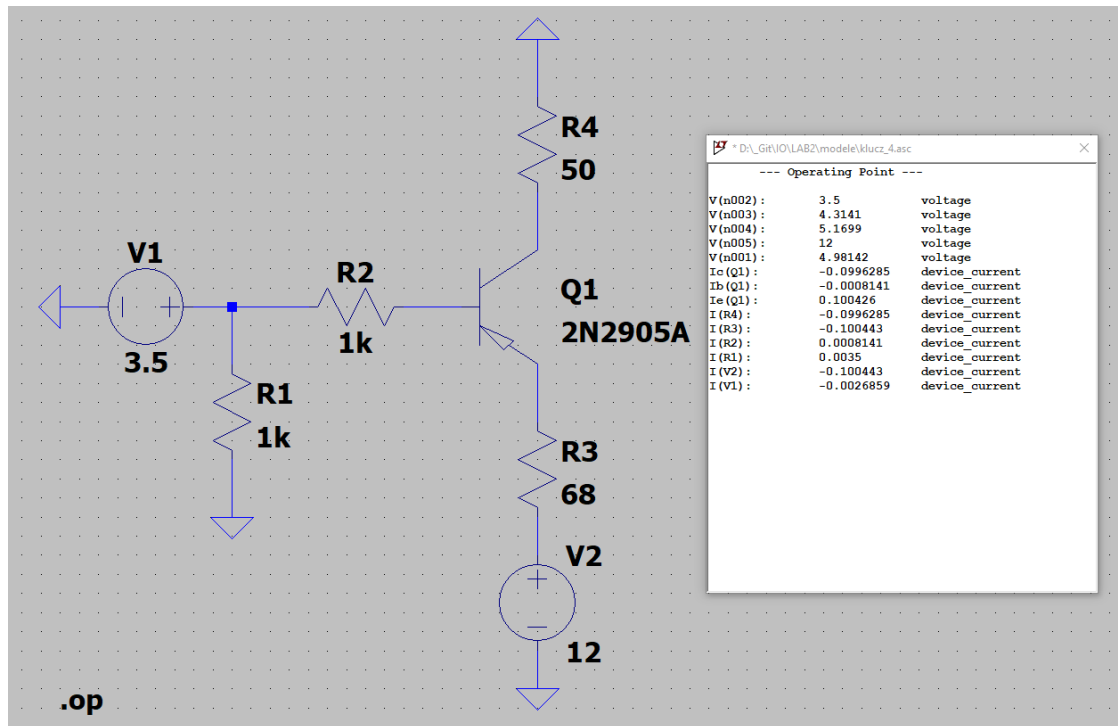 R4
50
V1
3.5
R2
1k
Q1
2N2905A
R1
1k
R3
68
V2
12
.op
* D:\_Git\IO\LAB2\modele\klucz_4.asc
--- Operating Point ---
V(n002): 3.5 voltage
V(n003): 4.3141 voltage
V(n004): 5.1699 voltage
V(n005): 12 voltage
V(n001): 4.98142 voltage
Ic(Q1): -0.0996285 device_current
Ib(Q1): -0.0008141 device_current
Ie(Q1): 0.100426 device_current
I(R4): -0.0996285 device_current
I(R3): -0.100443 device_current
I(R2): 0.0008141 device_current
I(R1): 0.0035 device_current
I(V2): -0.100443 device_current
I(V1): -0.0026859 device_current